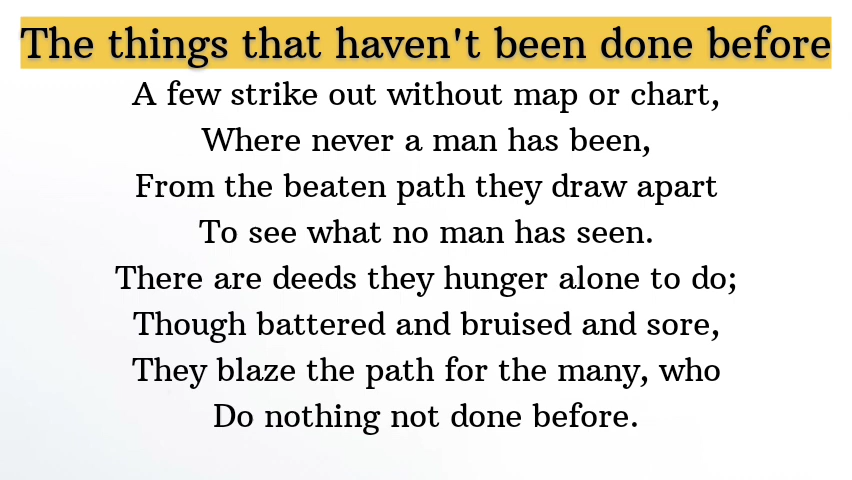 The things that haven't been done before
A few strike out without map or chart,
Where never a man has been,
From the beaten path they draw apart
To see what no man has seen.
There are deeds they hunger alone to do;
Though battered and bruised and sore,
They blaze the path for the many, who
Do nothing not done before.